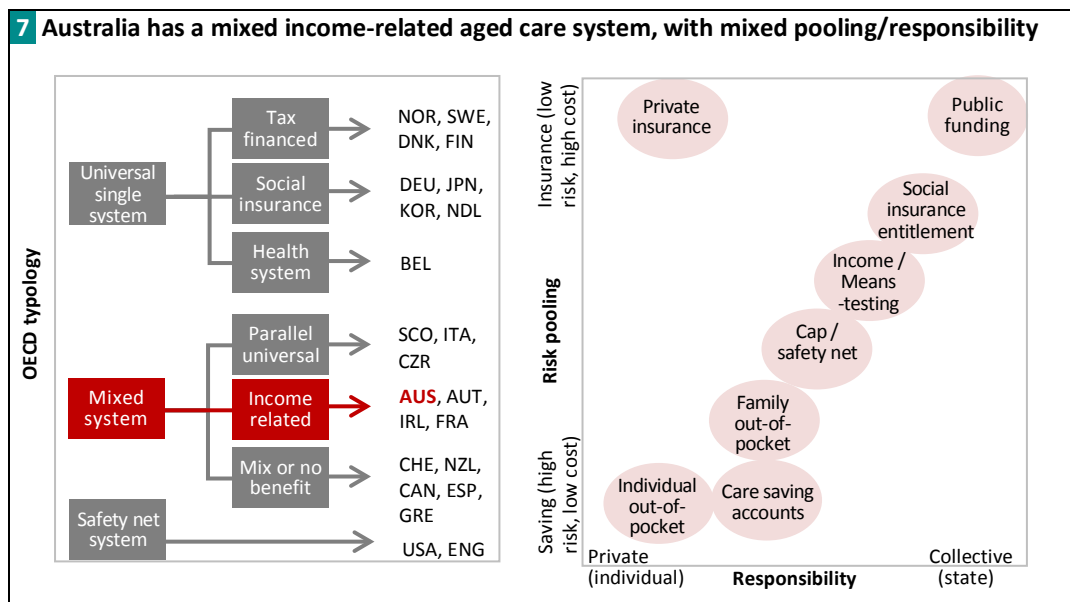 7 Australia has a mixed income-related aged care system, with mixed pooling/responsibility
OECD typology
Universal
single
system
Tax
financed
NOR, SWE,
DNK, FIN
Social
insurance
DEU, JPN,
KOR, NDL
Health
system
BEL
Mixed
system
Parallel
universal
SCO, ITA,
CZR
Income
related
AUS, AUT,
IRL, FRA
Mix or no
benefit
CHE, NZL,
CAN, ESP,
GRE
Safety net
system
USA, ENG
Risk pooling
Insurance (low
risk, high cost)
Saving (high
risk, low cost)
Private
insurance
Public
funding
Social
insurance
entitlement
Income /
Means
-testing
Cap /
safety net
Family
out-of-
pocket
Individual
out-of-
pocket
Care saving
accounts
Private
(individual)
Responsibility
Collective
(state)